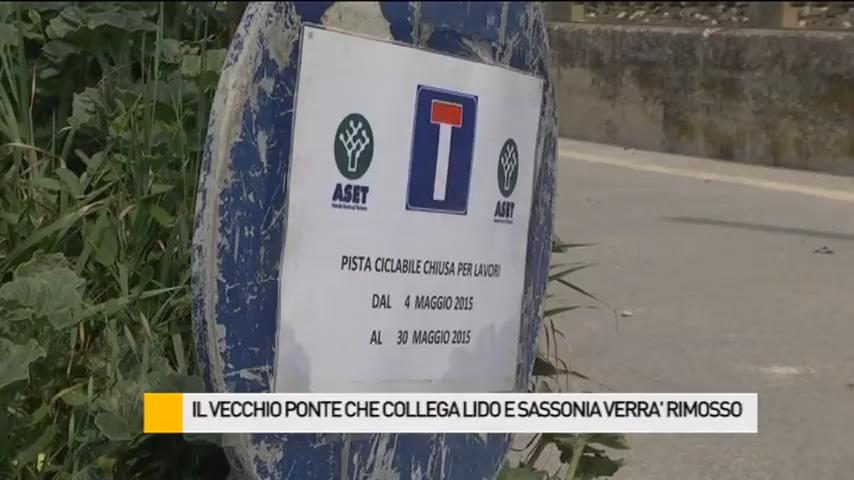 ASET
ASET
PISTA CICLABILE CHIUSA PER LAVORI
DAL 4 MAGGIO 2015
AL 30 MAGGIO 2015
IL VECCHIO PONTE CHE COLLEGA LIDO E SASSONIA VERRA' RIMOSSO